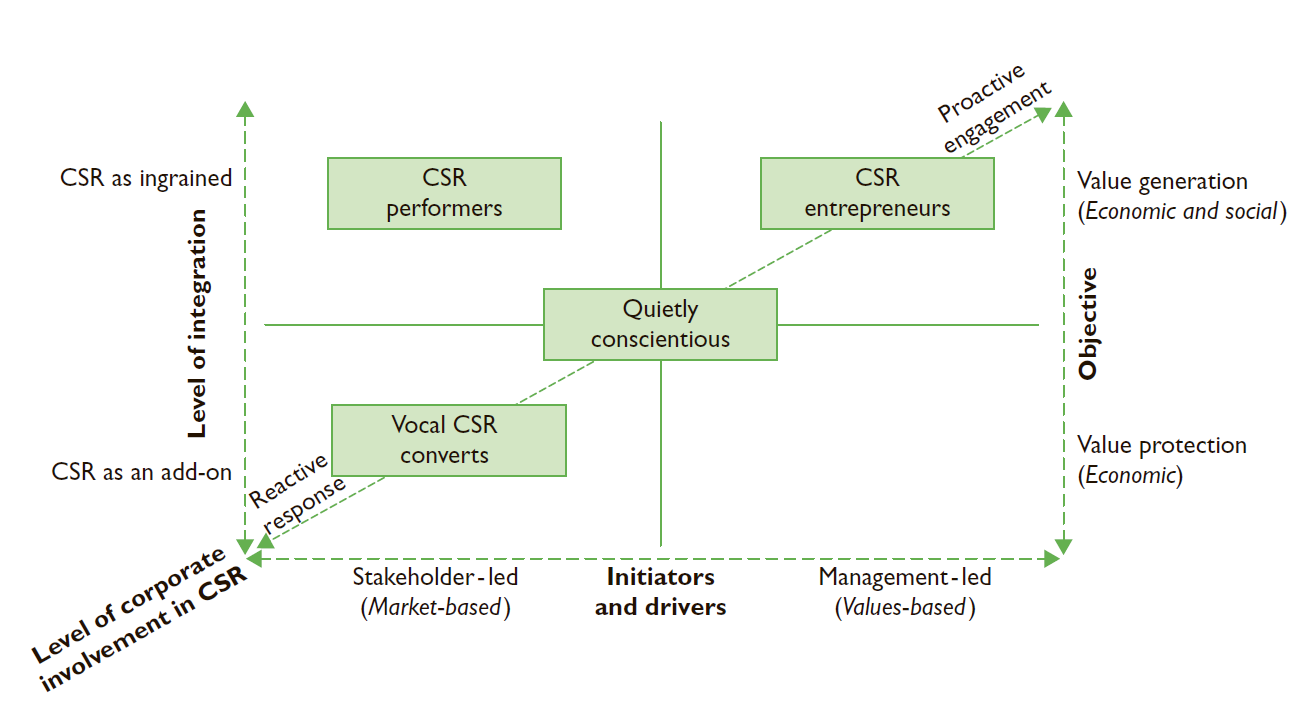 Proactive
engagement
CSR as ingrained
CSR
performers
CSR
entrepreneurs
Value generation
(Economic and social)
Level of integration
Quietly
conscientious
Objective
Vocal CSR
converts
CSR as an add-on
Reactive
response
Value protection
(Economic)
Level of corporate
involvement in CSR
Stakeholder-led
(Market-based)
Initiators
and drivers
Management-led
(Values-based)